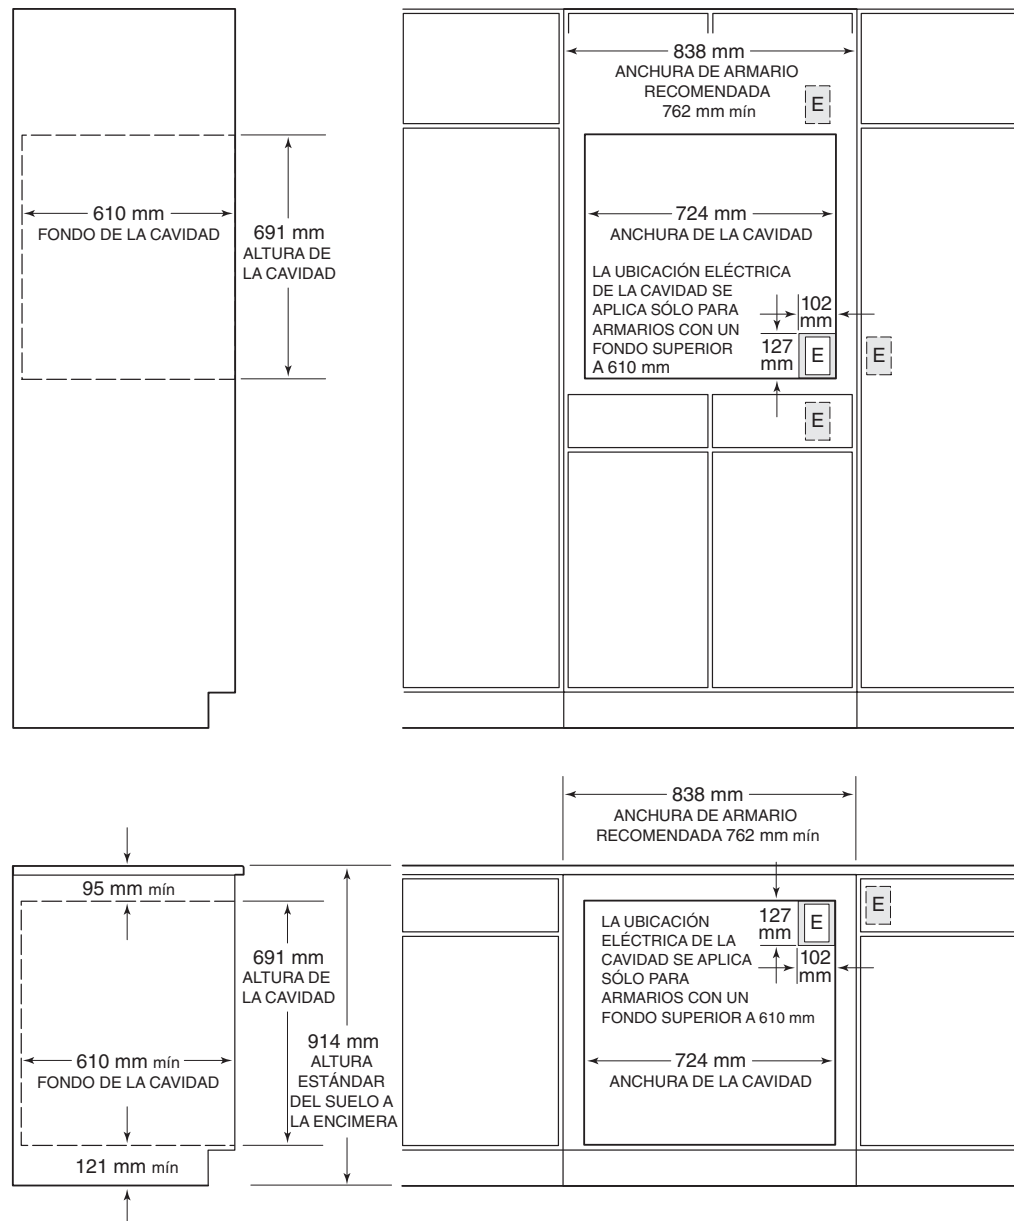 838 mm
ANCHURA DE ARMARIO
RECOMENDADA
762 mm mín
E
610 mm
FONDO DE LA CAVIDAD
691 mm
ALTURA DE
LA CAVIDAD
724 mm
ANCHURA DE LA CAVIDAD
LA UBICACIÓN ELÉCTRICA
DE LA CAVIDAD SE
APLICA SÓLO PARA
ARMARIOS CON UN
FONDO SUPERIOR
A 610 mm
102
mm
127
mm
E
E
E
838 mm
ANCHURA DE ARMARIO
RECOMENDADA 762 mm mín
95 mm mín
691 mm
ALTURA DE
LA CAVIDAD
610 mm mín
FONDO DE LA CAVIDAD
121 mm mín
914 mm
ALTURA
ESTÁNDAR
DEL SUELO A
LA ENCIMERA
LA UBICACIÓN
ELÉCTRICA DE LA
CAVIDAD SE APLICA
SÓLO PARA
ARMARIOS CON UN
FONDO SUPERIOR A 610 mm
127
mm
E
102
mm
E
724 mm
ANCHURA DE LA CAVIDAD